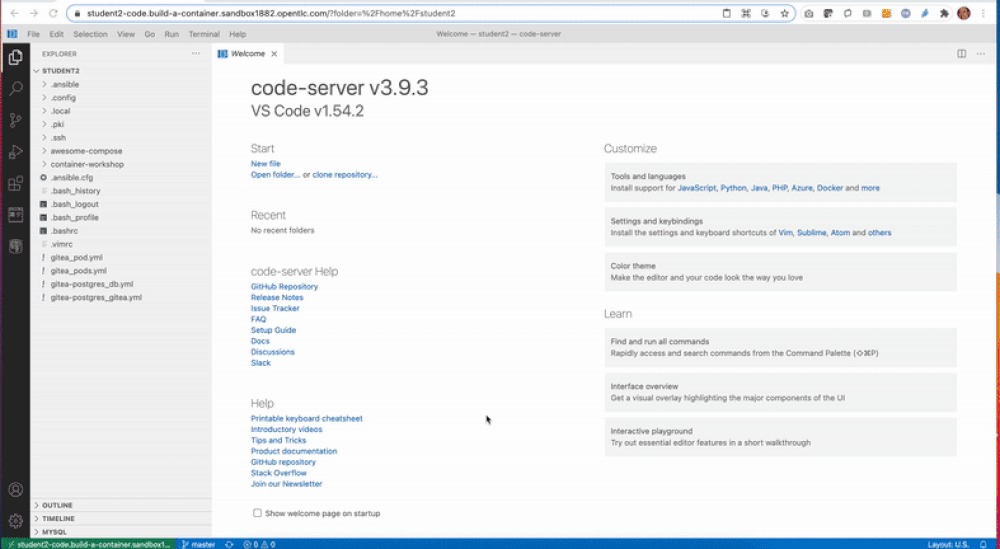 student2-code.build-a-container.sandbox1882.opentlc.com/?folder=%2Fhome%2Fstudent2
File Edit Selection View Go Run Terminal Help
Welcome — student2 — code-server
EXPLORER
STUDENT2
.ansible
.config
.local
.pki
.ssh
awesome-compose
container-workshop
.ansible.cfg
.bash_history
.bash_logout
.bash_profile
.bashrc
.vimrc
! gitea_pod.yml
! gitea_pods.yml
! gitea-postgres_db.yml
! gitea-postgres_gitea.yml
OUTLINE
TIMELINE
MYSQL
Welcome
code-server v3.9.3
VS Code v1.54.2
Start
New file
Open folder... or clone repository...
Recent
No recent folders
code-server Help
GitHub Repository
Release Notes
Issue Tracker
FAQ
Setup Guide
Docs
Discussions
Slack
Help
Printable keyboard cheatsheet
Introductory videos
Tips and Tricks
Product documentation
GitHub repository
Stack Overflow
Join our Newsletter
Show welcome page on startup
Customize
Tools and languages
Install support for JavaScript, Python, Java, PHP, Azure, Docker and more
Settings and keybindings
Install the settings and keyboard shortcuts of Vim, Sublime, Atom and others
Color theme
Make the editor and your code look the way you love
Learn
Find and run all commands
Rapidly access and search commands from the Command Palette (⇧⌘P)
Interface overview
Get a visual overlay highlighting the major components of the UI
Interactive playground
Try out essential editor features in a short walkthrough
student2-code.build-a-container.sandbox1... master 0 0 Layout: U.S.